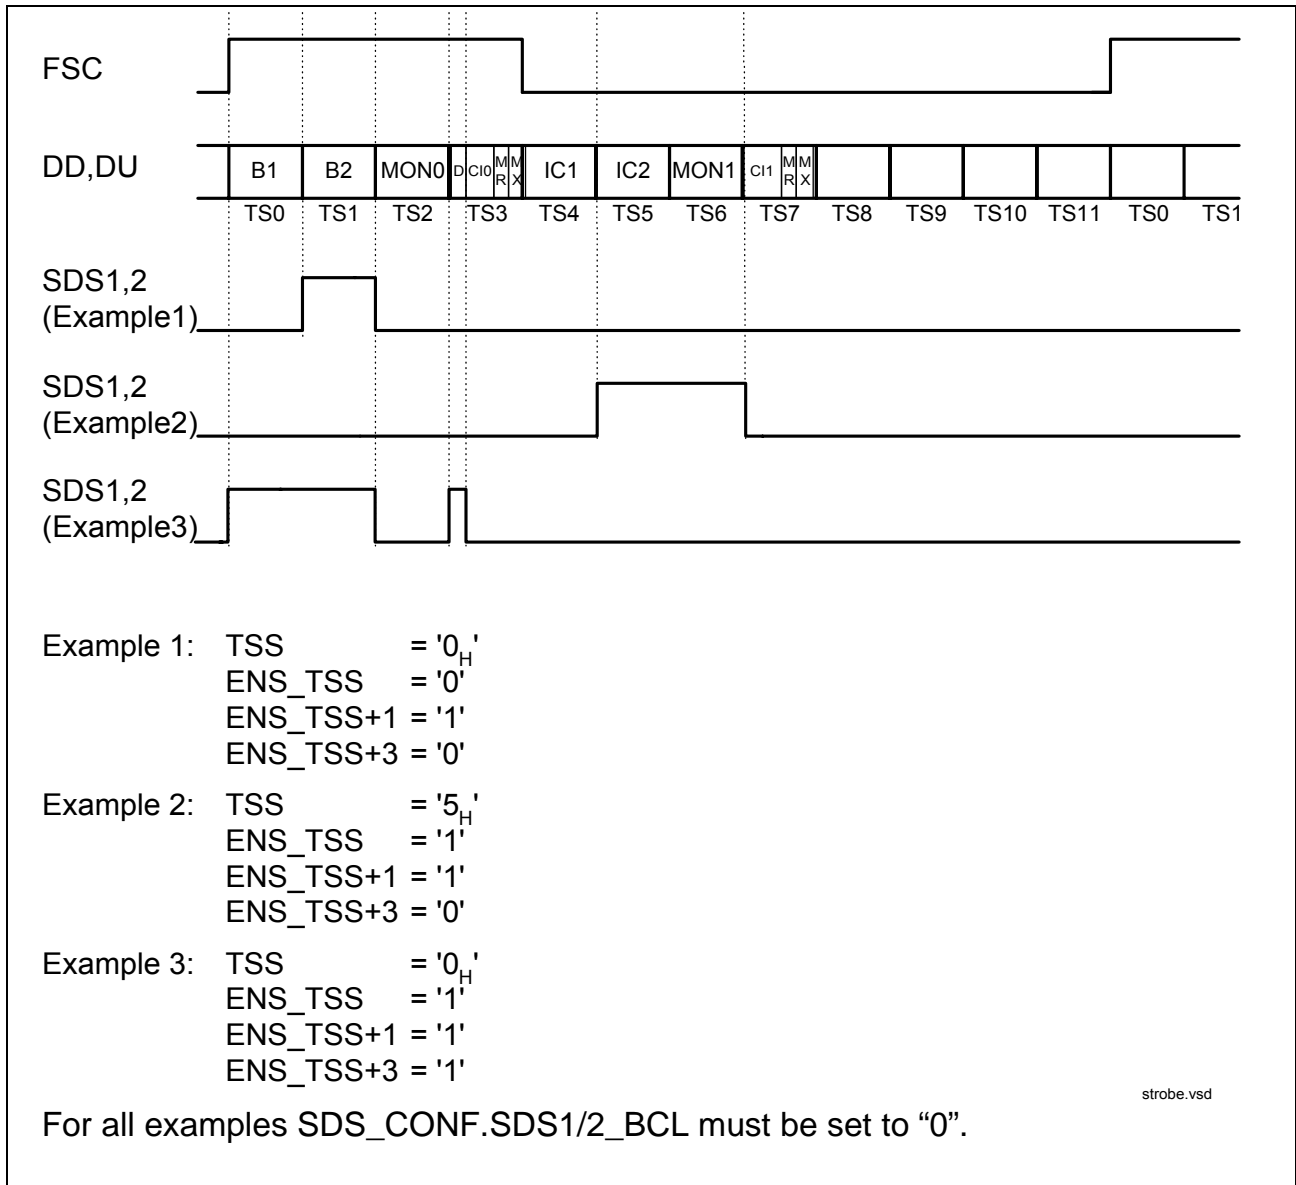 FSC
DD,DU
B1 B2 MON0 D CI0 MR MX IC1 IC2 MON1 CI1 MR MX
TS0 TS1 TS2 TS3 TS4 TS5 TS6 TS7 TS8 TS9 TS10 TS11 TS0 TS1
SDS1,2
(Example1)
SDS1,2
(Example2)
SDS1,2
(Example3)
Example 1: TSS = '0H'
ENS_TSS = '0'
ENS_TSS+1 = '1'
ENS_TSS+3 = '0'
Example 2: TSS = '5H'
ENS_TSS = '1'
ENS_TSS+1 = '1'
ENS_TSS+3 = '0'
Example 3: TSS = '0H'
ENS_TSS = '1'
ENS_TSS+1 = '1'
ENS_TSS+3 = '1'
strobe.vsd
For all examples SDS_CONF.SDS1/2_BCL must be set to “0”.